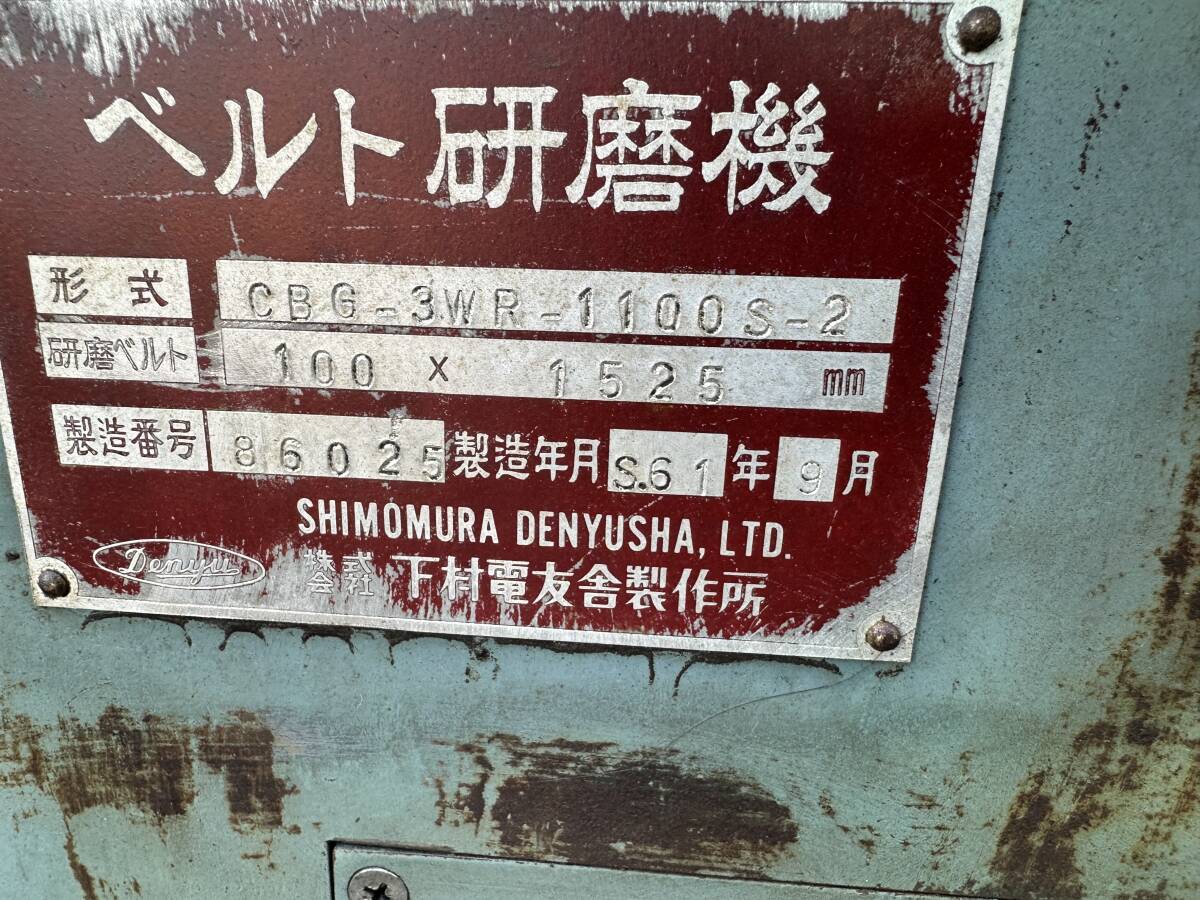 ベルト研磨機
形式 CBG-3WR-1100S-2
研磨ベルト 100 x 1525 mm
製造番号 86025 製造年月 S.61年9月
SHIMOMURA DENYUSHA, LTD.
Denyu 株式会社 下村電友舎製作所